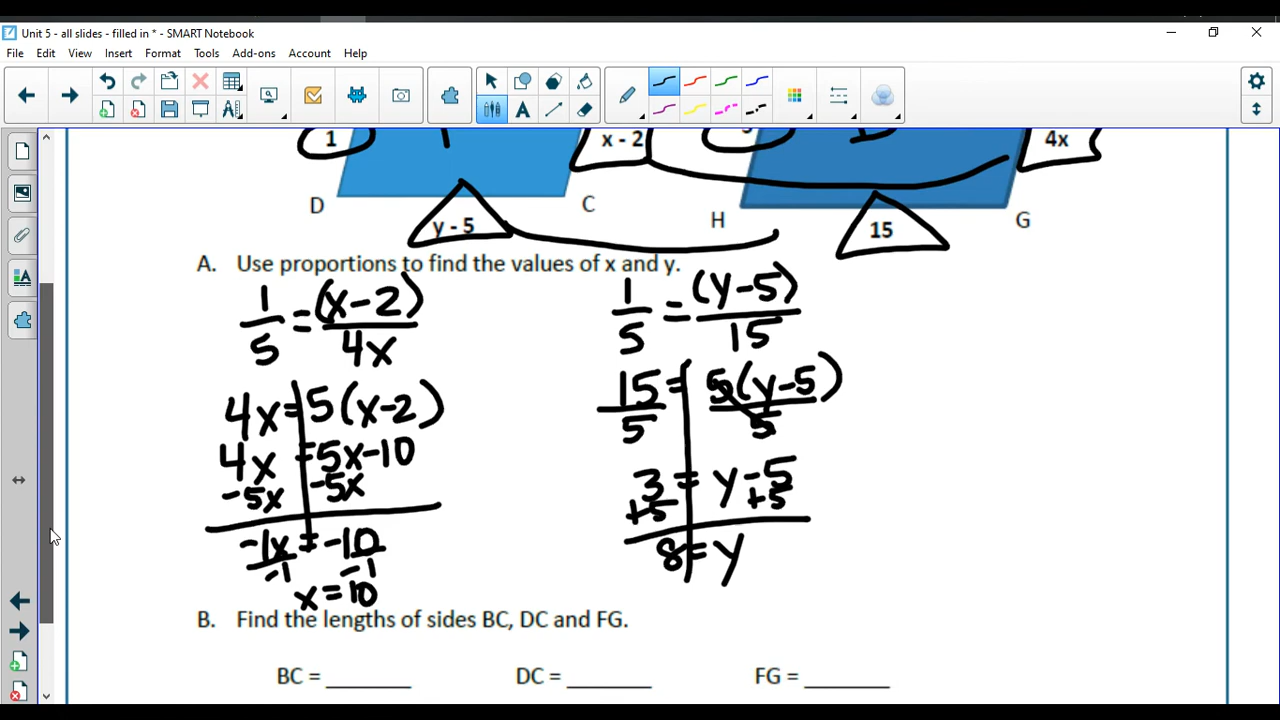 Unit 5 - all slides - filled in * - SMART Notebook
File Edit View Insert Format Tools Add-ons Account Help
1 x - 2 4x
D C H G
y - 5 15
A. Use proportions to find the values of x and y.
1/5 = (x-2)/4x
4x = 5(x-2)
4x = 5x-10
-5x -5x
-1x = -10
-1 -1
x = 10
1/5 = (y-5)/15
15 = 5(y-5)
5 5
3 = y-5
+5 +5
8 = y
B. Find the lengths of sides BC, DC and FG.
BC = ________ DC = ________ FG = ________